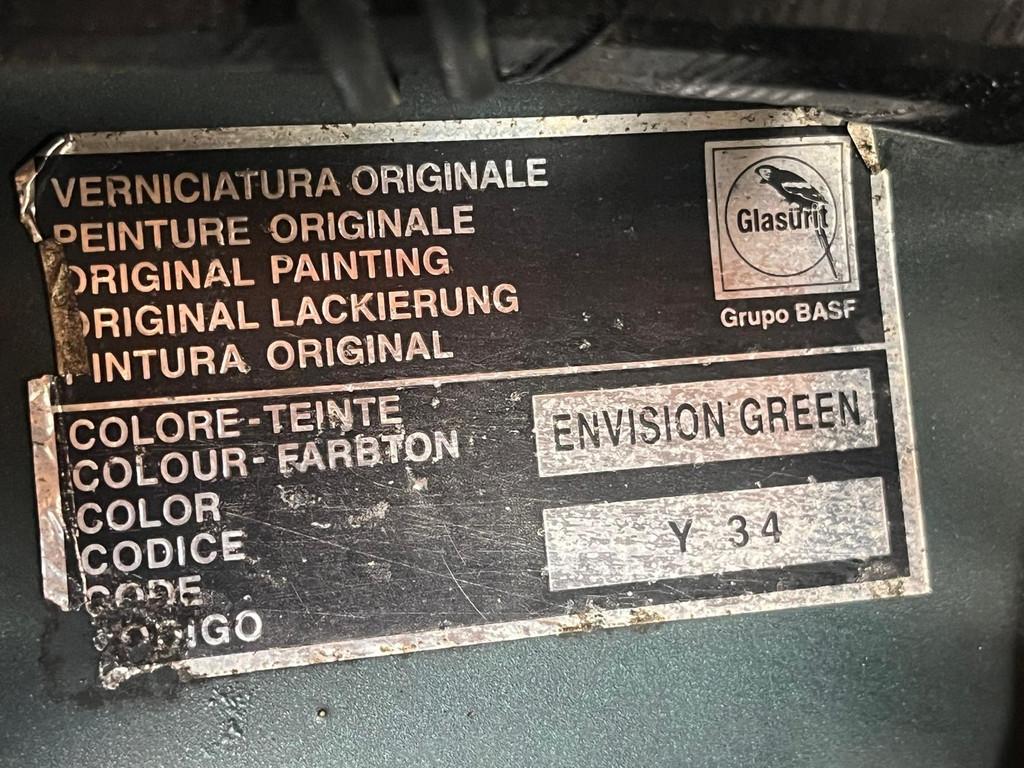 VERNICIATURA ORIGINALE
PEINTURE ORIGINALE
ORIGINAL PAINTING
ORIGINAL LACKIERUNG
PINTURA ORIGINAL
Glasurit
Grupo BASF
COLORE-TEINTE
COLOUR-FARBTON
COLOR
CODICE
CODE
CODIGO
ENVISION GREEN
Y 34